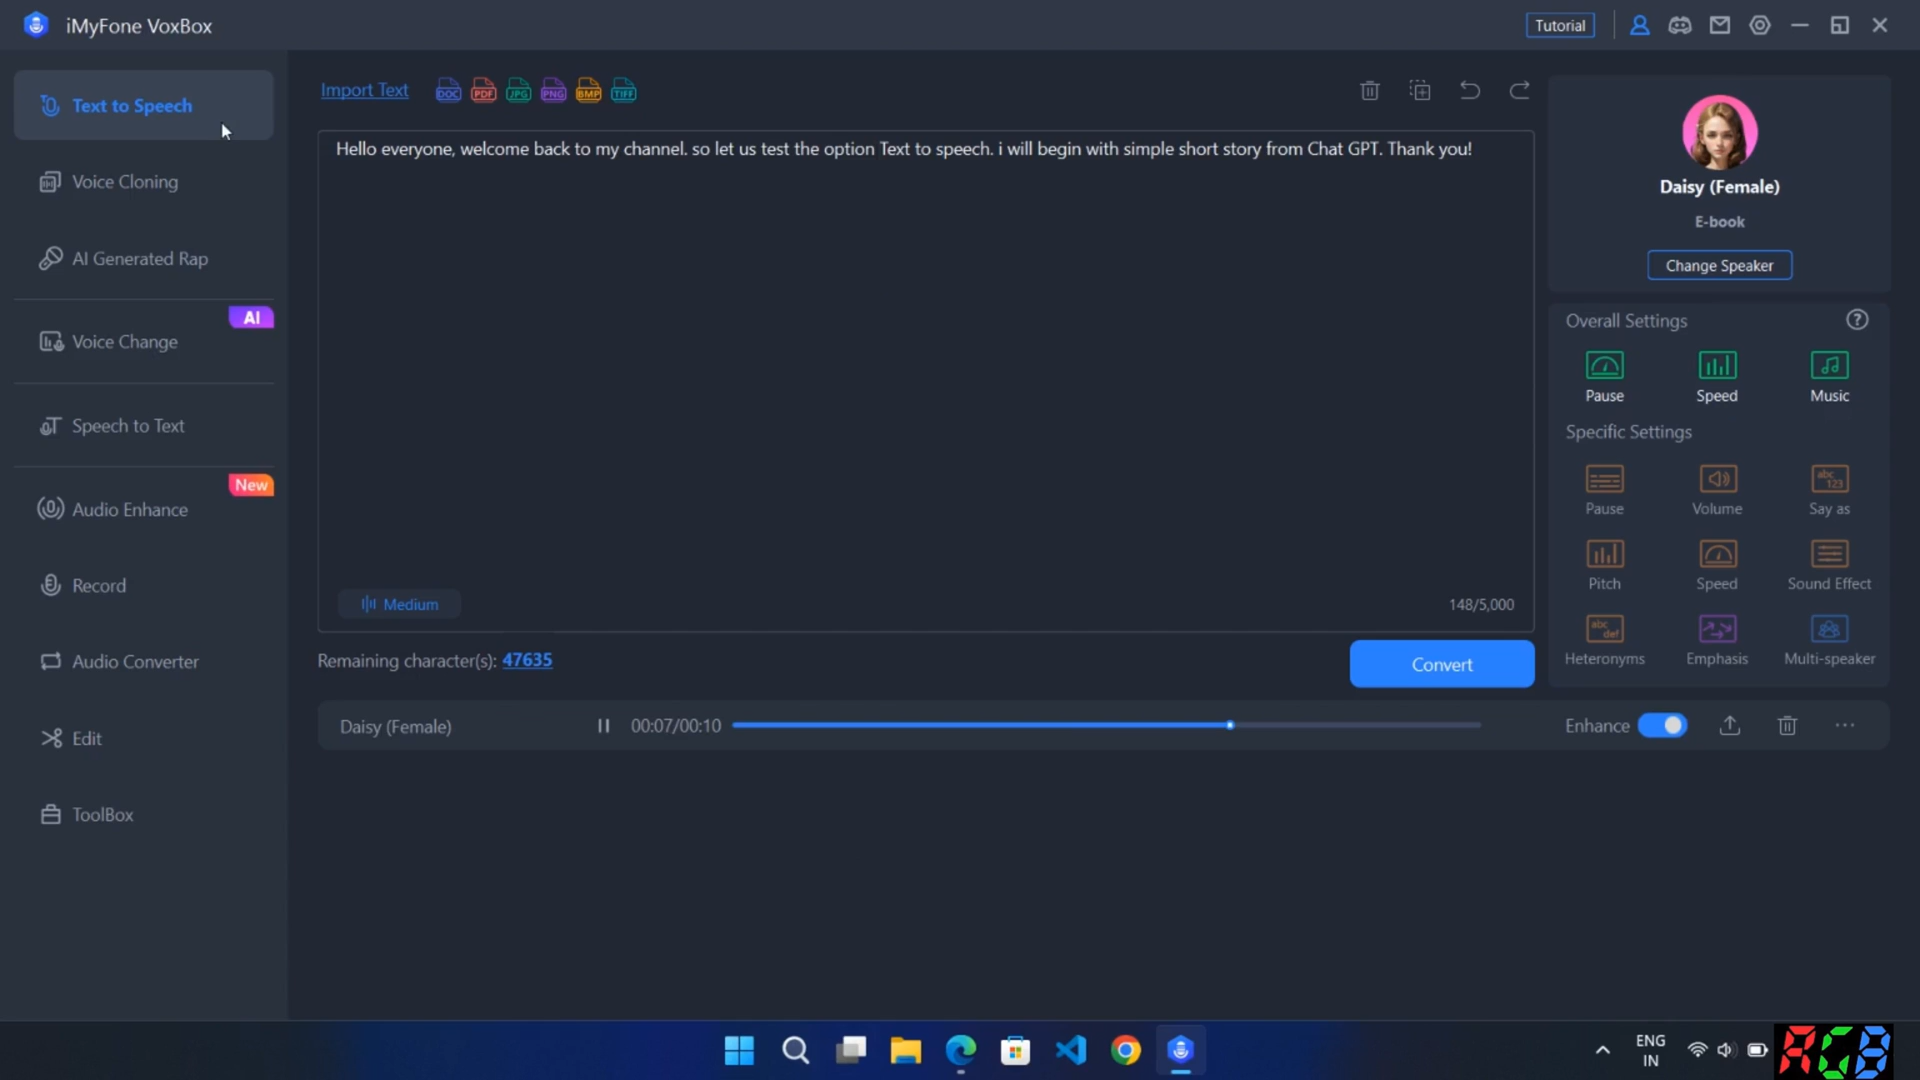 iMyFone VoxBox
Tutorial
Text to Speech
Voice Cloning
AI Generated Rap
AI
Voice Change
Speech to Text
New
Audio Enhance
Record
Audio Converter
Edit
ToolBox
Import Text
DOC PDF JPG PNG BMP TIFF
Hello everyone, welcome back to my channel. so let us test the option Text to speech. i will begin with simple short story from Chat GPT. Thank you!
Medium
148/5,000
Remaining character(s): 47635
Convert
Daisy (Female)
00:07/00:10
Enhance
Daisy (Female)
E-book
Change Speaker
Overall Settings
Pause Speed Music
Specific Settings
abc 123
Pause Volume Say as
Pitch Speed Sound Effect
abc def
Heteronyms Emphasis Multi-speaker
ENG
IN
RGB